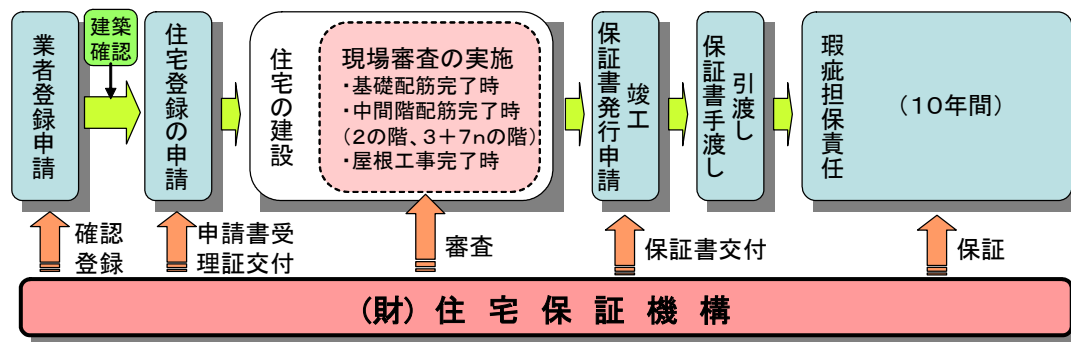 業者登録申請
建築
確認
住宅登録の申請
住宅の建設
現場審査の実施
・基礎配筋完了時
・中間階配筋完了時
(2の階、3+7nの階)
・屋根工事完了時
保証書発行申請
竣工
保証書手渡し
引渡し
瑕疵担保責任
(10年間)
確認
登録
申請書受
理証交付
審査
保証書交付
保証
(財)住宅保証機構